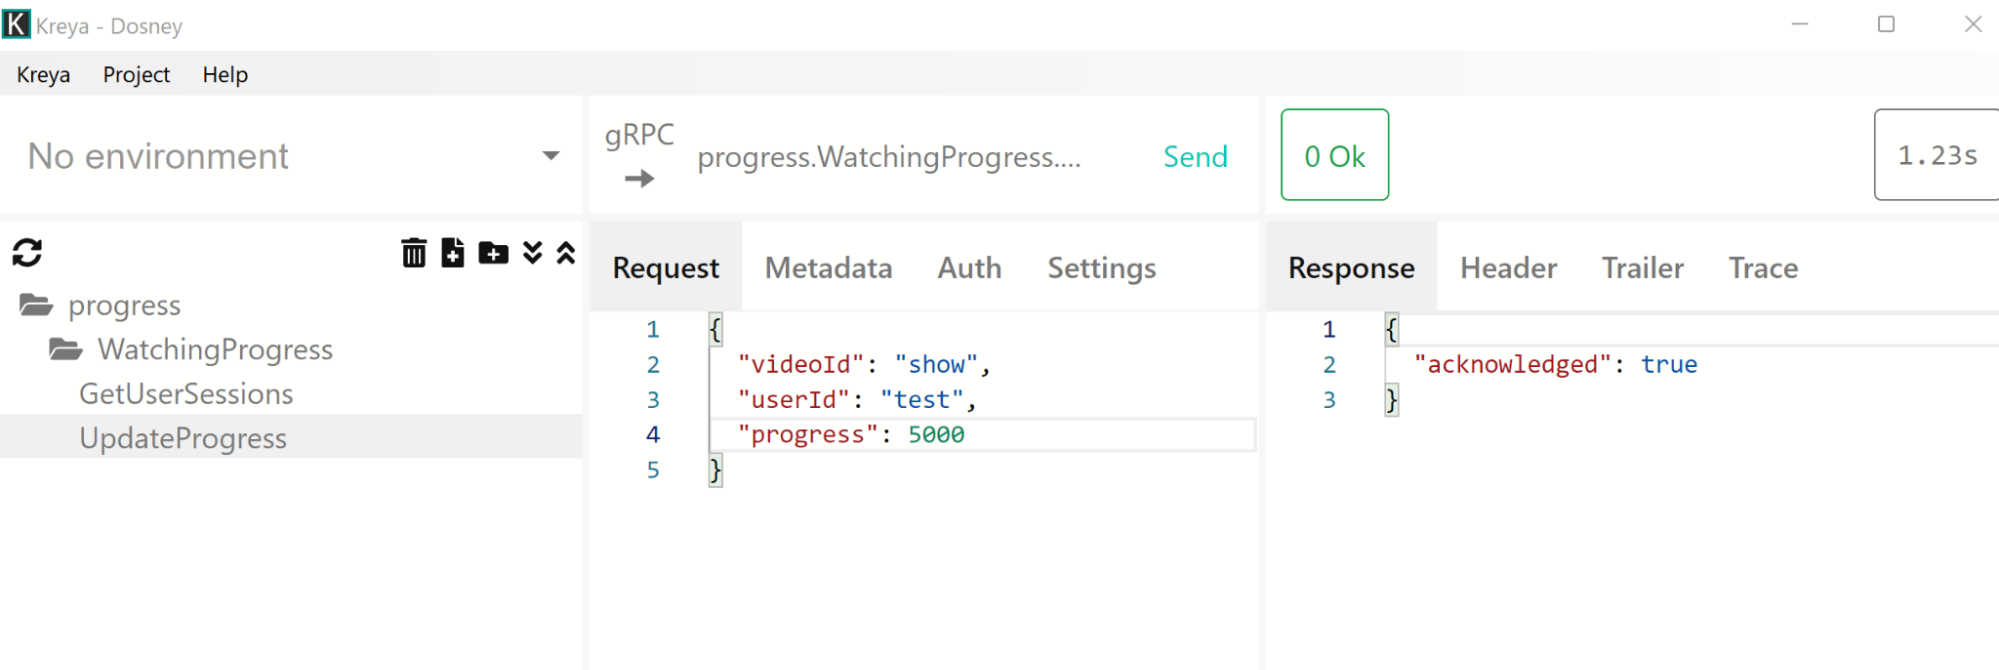 K Kreya - Dosney
Kreya Project Help
No environment
gRPC
progress.WatchingProgress.... Send
0 Ok
1.23s
progress
WatchingProgress
GetUserSessions
UpdateProgress
Request Metadata Auth Settings
1 {
2 "videoId": "show",
3 "userId": "test",
4 "progress": 5000
5 }
Response Header Trailer Trace
1 {
2 "acknowledged": true
3 }